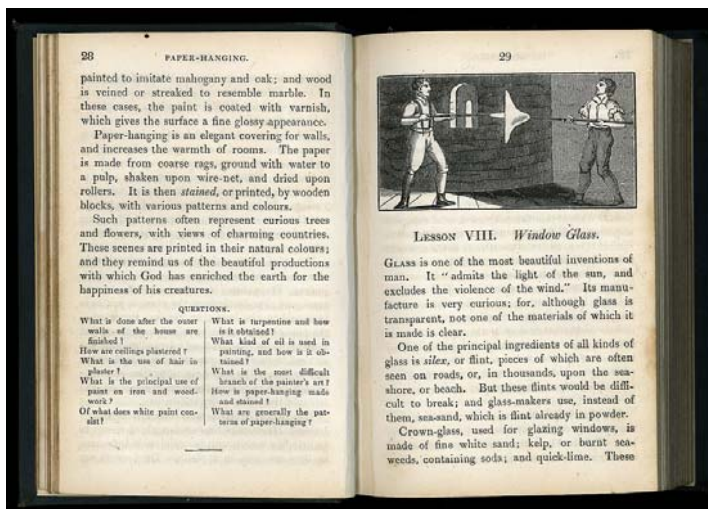 28
PAPER-HANGING.
painted to imitate mahogany and oak; and wood
is veined or streaked to resemble marble. In
these cases, the paint is coated with varnish,
which gives the surface a fine glossy appearance.
Paper-hanging is an elegant covering for walls,
and increases the warmth of rooms. The paper
is made from coarse rags, ground with water to
a pulp, shaken upon wire-net, and dried upon
rollers. It is then stained, or printed, by wooden
blocks, with various patterns and colours.
Such patterns often represent curious trees
and flowers, with views of charming countries.
These scenes are printed in their natural colours;
and they remind us of the beautiful productions
with which God has enriched the earth for the
happiness of his creatures.
QUESTIONS.
What is done after the outer
walls of the house are
finished?
How are ceilings plastered?
What is the use of hair in
plaster?
What is the principal use of
paint on iron and wood-
work?
Of what does white paint con-
sist?
What is turpentine and how
is it obtained?
What kind of oil is used in
painting, and how is it ob-
tained?
What is the most difficult
branch of the painter's art?
How is paper-hanging made
and stained?
What are generally the pat-
terns of paper-hanging?
29
LESSON VIII. Window Glass.
GLASS is one of the most beautiful inventions of
man. It "admits the light of the sun, and
excludes the violence of the wind." Its manu-
facture is very curious; for, although glass is
transparent, not one of the materials of which it
is made is clear.
One of the principal ingredients of all kinds of
glass is silex, or flint, pieces of which are often
seen on roads, or, in thousands, upon the sea-
shore, or beach. But these flints would be diffi-
cult to break; and glass-makers use, instead of
them, sea-sand, which is flint already in powder.
Crown-glass, used for glazing windows, is
made of fine white sand; kelp, or burnt sea-
weeds, containing soda; and quick-lime. These